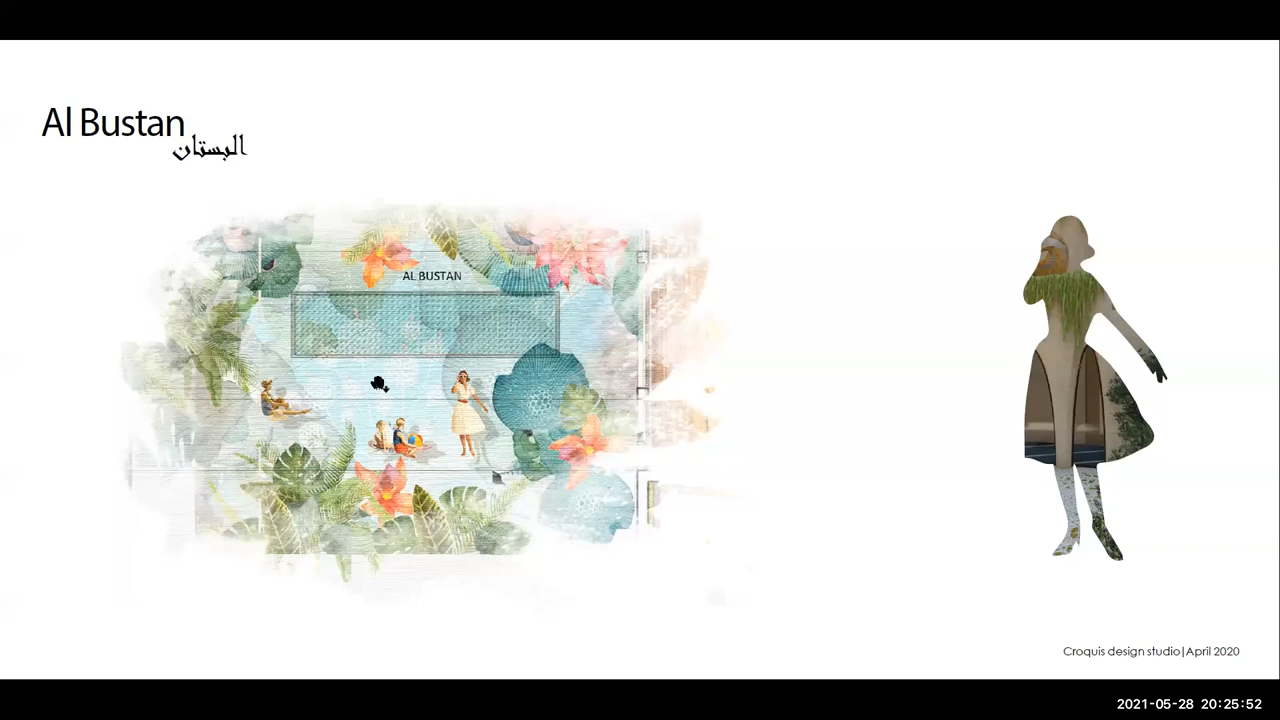 Al Bustan
البستان
AL BUSTAN
Croquis design studio|April 2020
2021-05-28 20:25:52